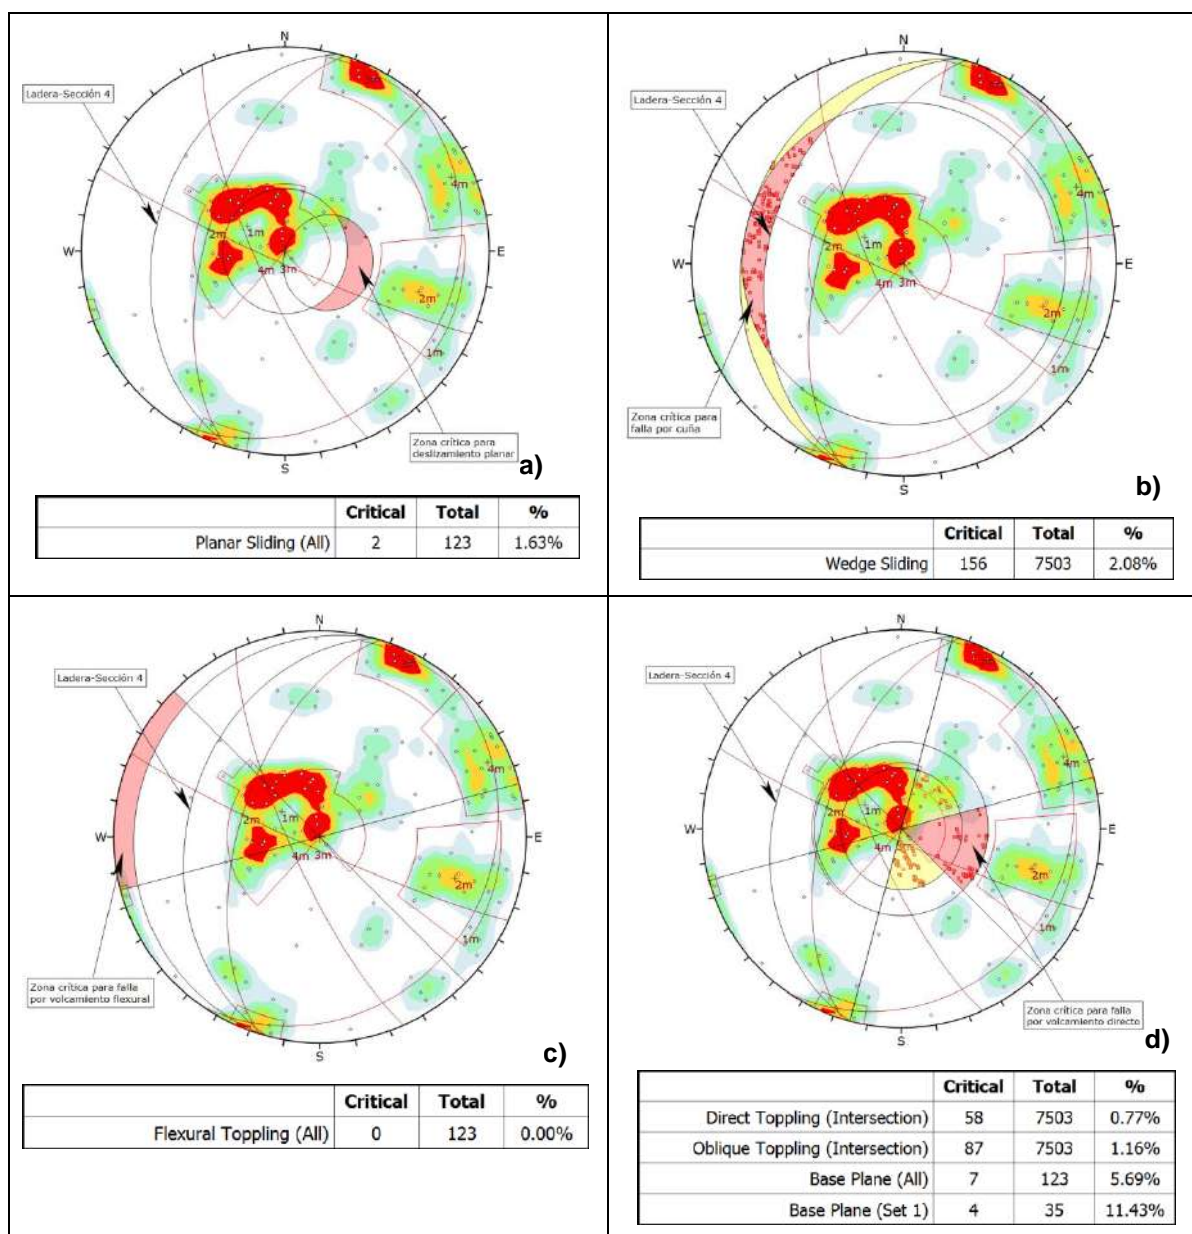 N
Ladera-Sección 4
4m
2m
1m
W
E
4m 3m
2m
1m
Zona crítica para
deslizamiento planar
S
a)
Critical Total %
Planar Sliding (All) 2 123 1.63%
N
Ladera-Sección 4
4m
2m
1m
W
E
4m 3m
2m
1m
Zona crítica para
falla por cuña
S
b)
Critical Total %
Wedge Sliding 156 7503 2.08%
N
Ladera-Sección 4
4m
2m
1m
W
E
4m 3m
2m
1m
Zona crítica para falla
por volcamiento flexural
S
c)
Critical Total %
Flexural Toppling (All) 0 123 0.00%
N
Ladera-Sección 4
4m
2m
1m
W
E
4m
2m
1m
Zona crítica para falla
por volcamiento directo
S
d)
Critical Total %
Direct Toppling (Intersection) 58 7503 0.77%
Oblique Toppling (Intersection) 87 7503 1.16%
Base Plane (All) 7 123 5.69%
Base Plane (Set 1) 4 35 11.43%